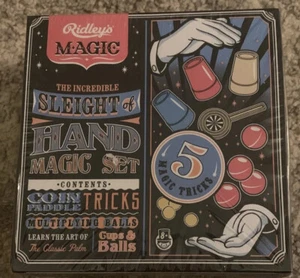 Ridley's
MAGIC
THE INCREDIBLE
SLEIGHT of
HAND
MAGIC SET
CONTENTS
COIN PADDLE TRICKS
MULTIPLYING BALLS
LEARN THE ART OF
The Classic Palm
Cups &
Balls
5
MAGIC TRICKS
8+